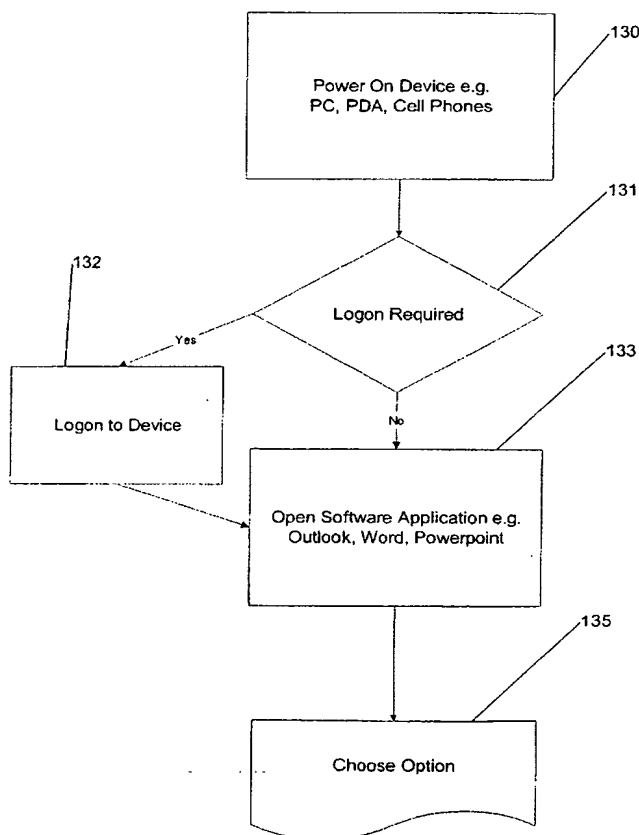 130
Power On Device e.g.
PC, PDA, Cell Phones
131
Logon Required
132
Yes
133
Logon to Device
No
Open Software Application e.g.
Outlook, Word, Powerpoint
135
Choose Option